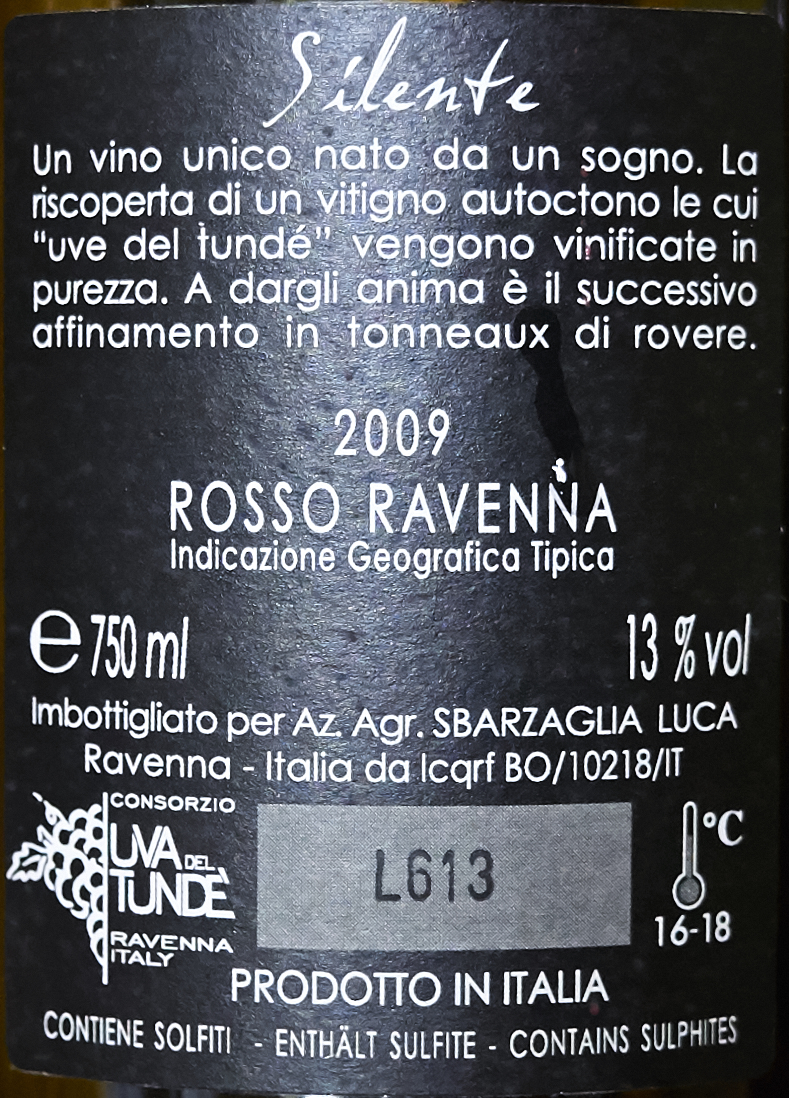 Silente
Un vino unico nato da un sogno. La
riscoperta di un vitigno autoctono le cui
“uve del tundé” vengono vinificate in
purezza. A dargli anima è il successivo
affinamento in tonneaux di rovere.
2009
ROSSO RAVENNA
Indicazione Geografica Tipica
℮ 750 ml
13 % vol
Imbottigliato per Az. Agr. SBARZAGLIA LUCA
Ravenna - Italia da Icqrf BO/10218/IT
CONSORZIO
UVA DEL
TUNDÈ
RAVENNA
ITALY
L613
°C
16-18
PRODOTTO IN ITALIA
CONTIENE SOLFITI - ENTHÄLT SULFITE - CONTAINS SULPHITES